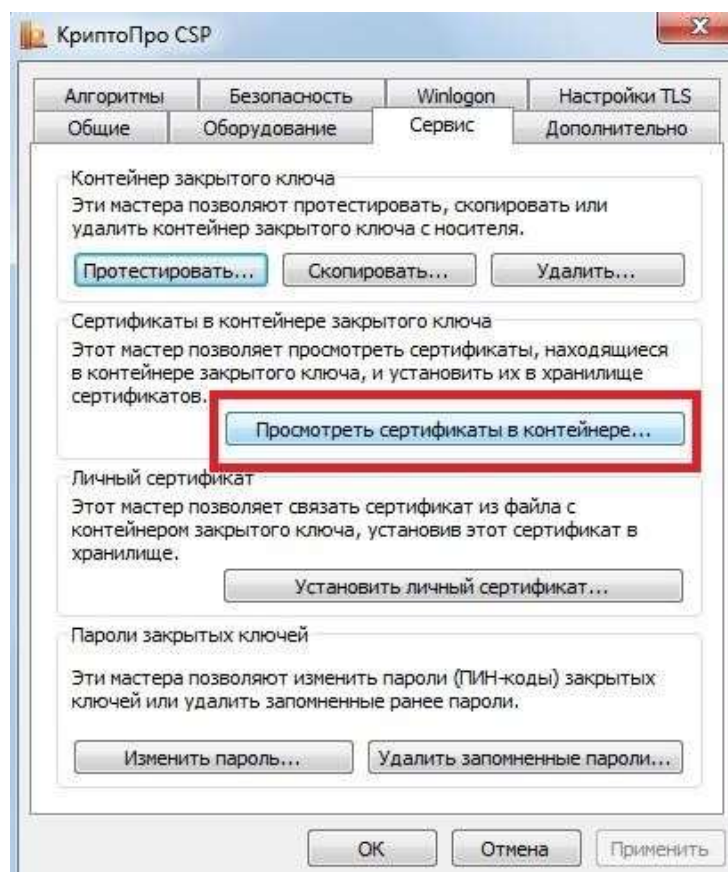 КриптоПро CSP
Алгоритмы Безопасность Winlogon Настройки TLS
Общие Оборудование Сервис Дополнительно
Контейнер закрытого ключа
Эти мастера позволяют протестировать, скопировать или
удалить контейнер закрытого ключа с носителя.
Протестировать... Скопировать... Удалить...
Сертификаты в контейнере закрытого ключа
Этот мастер позволяет просмотреть сертификаты, находящиеся
в контейнере закрытого ключа, и установить их в хранилище
сертификатов.
Просмотреть сертификаты в контейнере...
Личный сертификат
Этот мастер позволяет связать сертификат из файла с
контейнером закрытого ключа, установив этот сертификат в
хранилище.
Установить личный сертификат...
Пароли закрытых ключей
Эти мастера позволяют изменить пароли (ПИН-коды) закрытых
ключей или удалить запомненные ранее пароли.
Изменить пароль... Удалить запомненные пароли...
ОК Отмена Применить